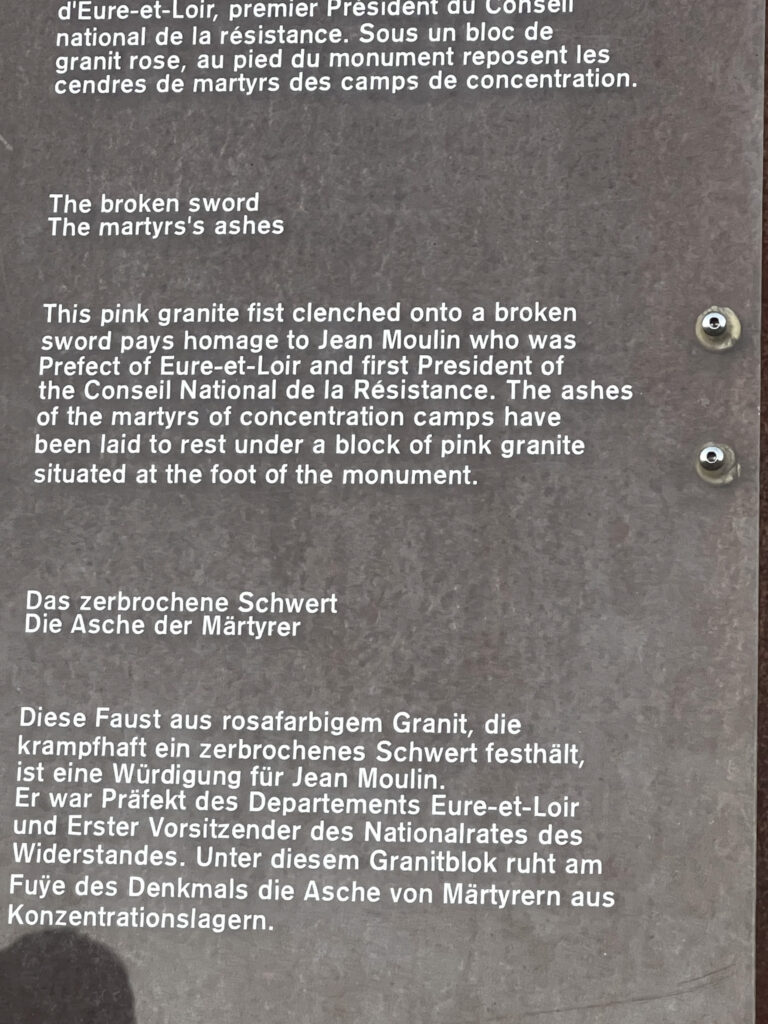 d'Eure-et-Loir, premier Président du Conseil
national de la résistance. Sous un bloc de
granit rose, au pied du monument reposent les
cendres de martyrs des camps de concentration.
The broken sword
The martyrs's ashes
This pink granite fist clenched onto a broken
sword pays homage to Jean Moulin who was
Prefect of Eure-et-Loir and first President of
the Conseil National de la Résistance. The ashes
of the martyrs of concentration camps have
been laid to rest under a block of pink granite
situated at the foot of the monument.
Das zerbrochene Schwert
Die Asche der Märtyrer
Diese Faust aus rosafarbigem Granit, die
krampfhaft ein zerbrochenes Schwert festhält,
ist eine Würdigung für Jean Moulin.
Er war Präfekt des Departements Eure-et-Loir
und Erster Vorsitzender des Nationalrates des
Widerstandes. Unter diesem Granitblok ruht am
Fuÿe des Denkmals die Asche von Märtyrern aus
Konzentrationslagern.